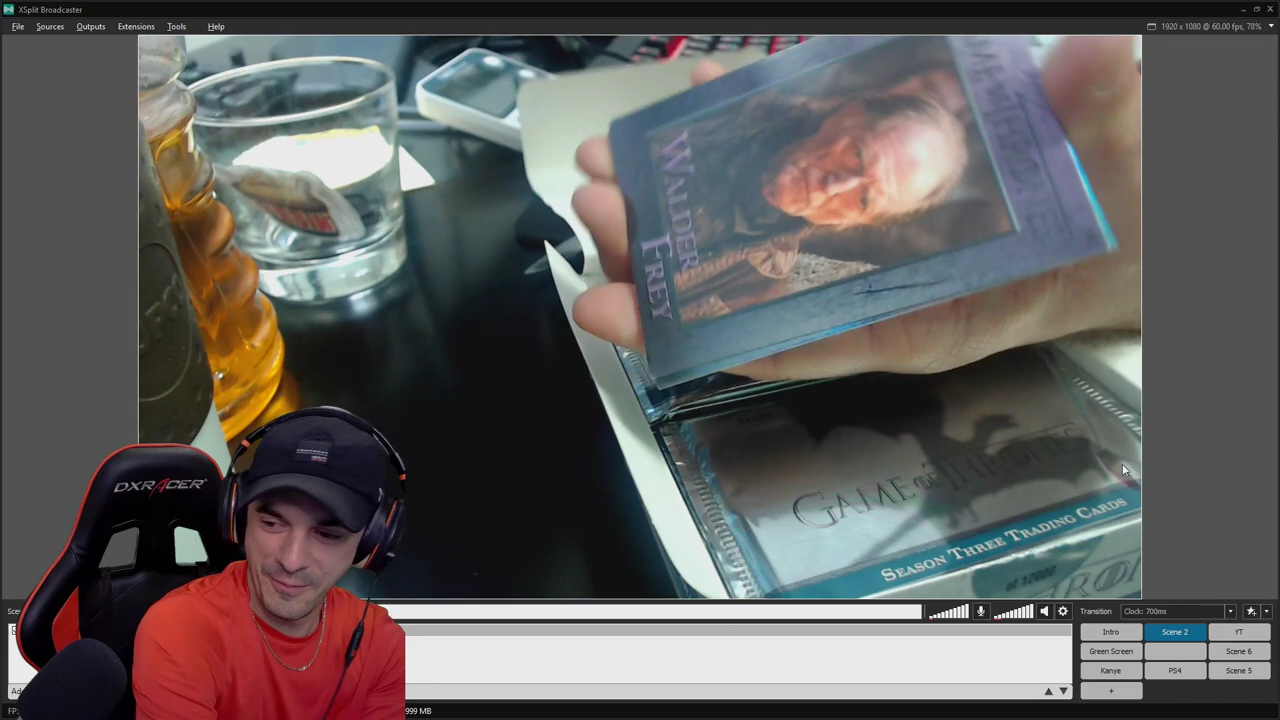 XSplit Broadcaster
File Sources Outputs Extensions Tools Help
1920 x 1080 @ 60.00 fps, 78%
WALDER
FREY
GAME OF THRONES
SEASON THREE TRADING CARDS
of 12000
DXRACER
Transition Clock: 700ms
Intro Scene 2 YT
Green Screen Scene 6
Kanye PS4 Scene 5
+
999 MB